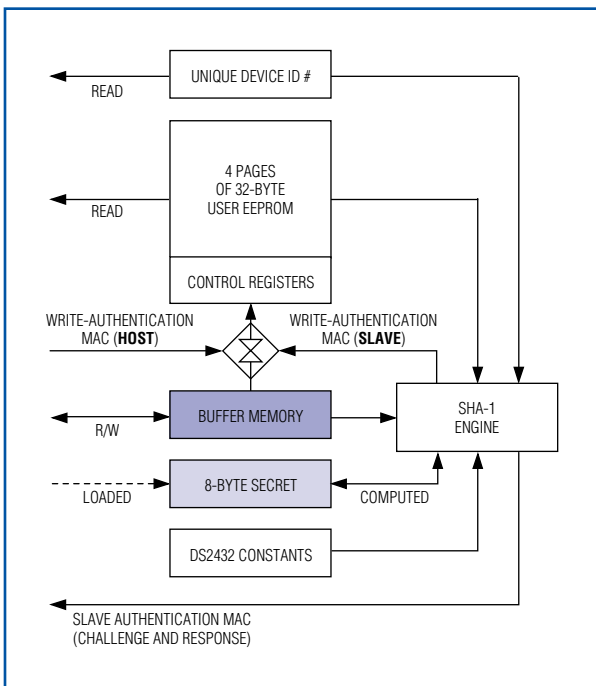 UNIQUE DEVICE ID #
READ
4 PAGES
OF 32-BYTE
USER EEPROM
READ
CONTROL REGISTERS
WRITE-AUTHENTICATION
MAC (HOST)
WRITE-AUTHENTICATION
MAC (SLAVE)
BUFFER MEMORY
R/W
SHA-1
ENGINE
8-BYTE SECRET
LOADED
COMPUTED
DS2432 CONSTANTS
SLAVE AUTHENTICATION MAC
(CHALLENGE AND RESPONSE)